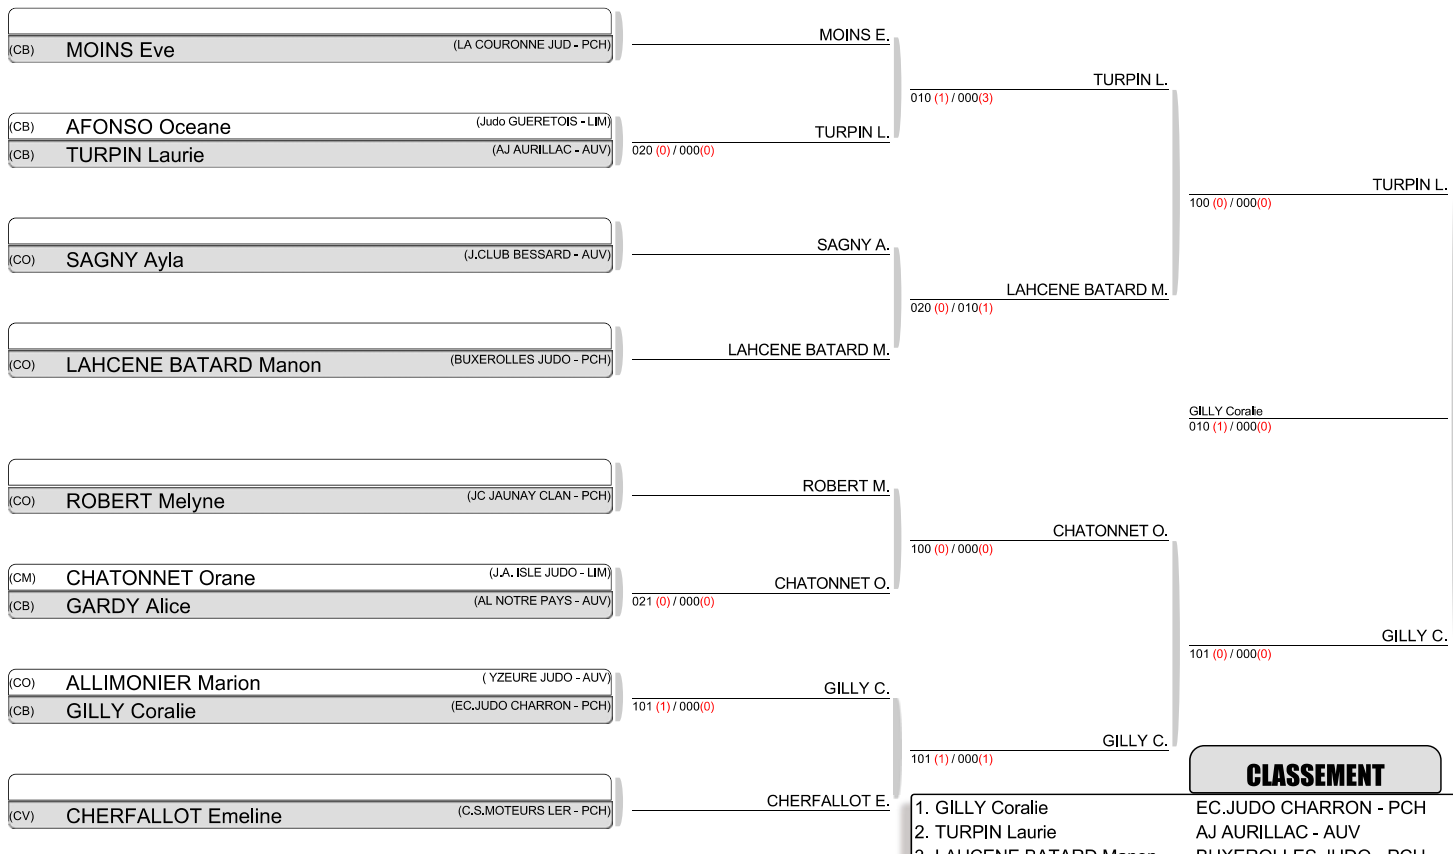 (CB) MOINS Eve (LA COURONNE JUD - PCH)
(CB) AFONSO Oceane (Judo GUERETOIS - LIM)
(CB) TURPIN Laurie (AJ AURILLAC - AUV)
(CO) SAGNY Ayla (J.CLUB BESSARD - AUV)
(CO) LAHCENE BATARD Manon (BUXEROLLES JUDO - PCH)
(CO) ROBERT Melyne (JC JAUNAY CLAN - PCH)
(CM) CHATONNET Orane (J.A. ISLE JUDO - LIM)
(CB) GARDY Alice (AL NOTRE PAYS - AUV)
(CO) ALLIMONIER Marion ( YZEURE JUDO - AUV)
(CB) GILLY Coralie (EC.JUDO CHARRON - PCH)
(CV) CHERFALLOT Emeline (C.S.MOTEURS LER - PCH)
MOINS E.
TURPIN L.
020 (0) / 000(0)
SAGNY A.
LAHCENE BATARD M.
ROBERT M.
CHATONNET O.
021 (0) / 000(0)
GILLY C.
101 (1) / 000(0)
CHERFALLOT E.
TURPIN L.
010 (1) / 000(3)
LAHCENE BATARD M.
020 (0) / 010(1)
CHATONNET O.
100 (0) / 000(0)
GILLY C.
101 (1) / 000(1)
TURPIN L.
100 (0) / 000(0)
GILLY Coralie
010 (1) / 000(0)
GILLY C.
101 (0) / 000(0)
CLASSEMENT
1. GILLY Coralie EC.JUDO CHARRON - PCH
2. TURPIN Laurie AJ AURILLAC - AUV
3. LAHCENE BATARD Manon BUXEROLLES JUDO - PCH